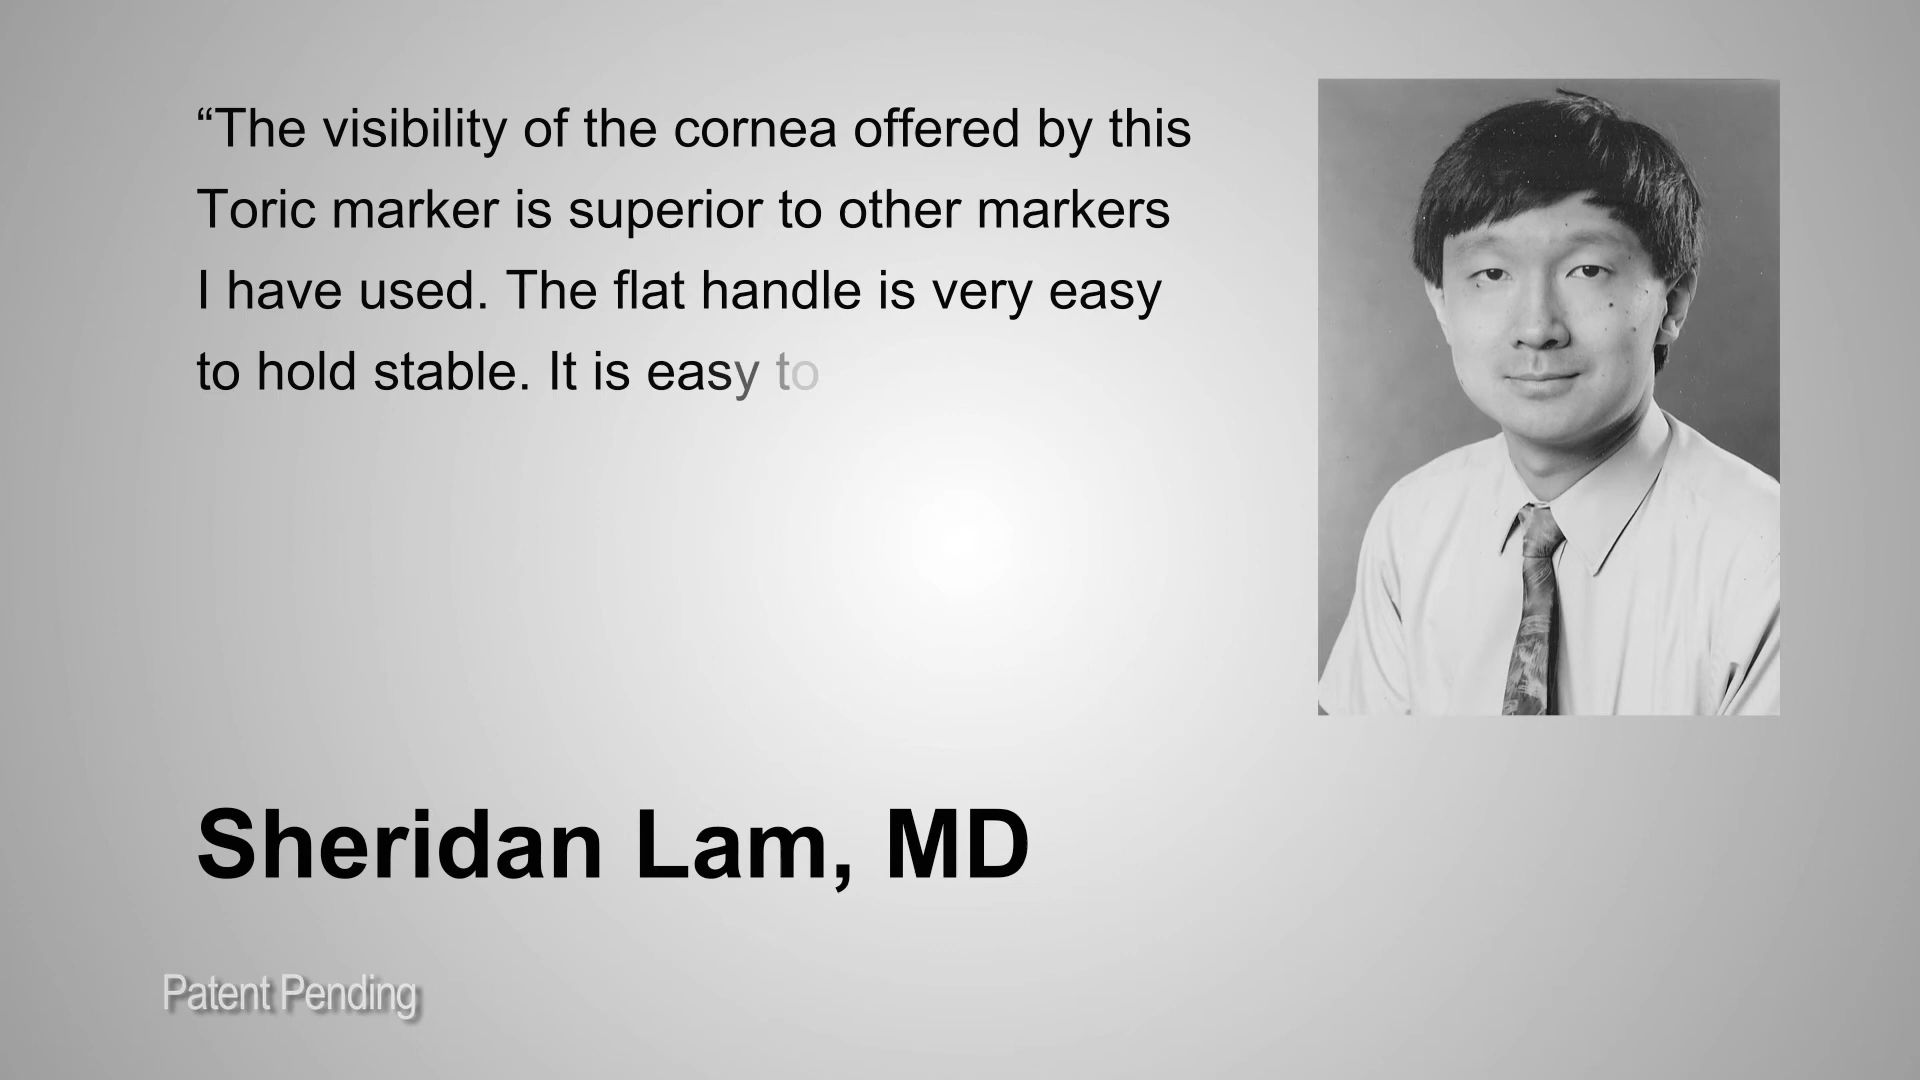 “The visibility of the cornea offered by this
Toric marker is superior to other markers
I have used. The flat handle is very easy
to hold stable. It is easy to
Sheridan Lam, MD
Patent Pending